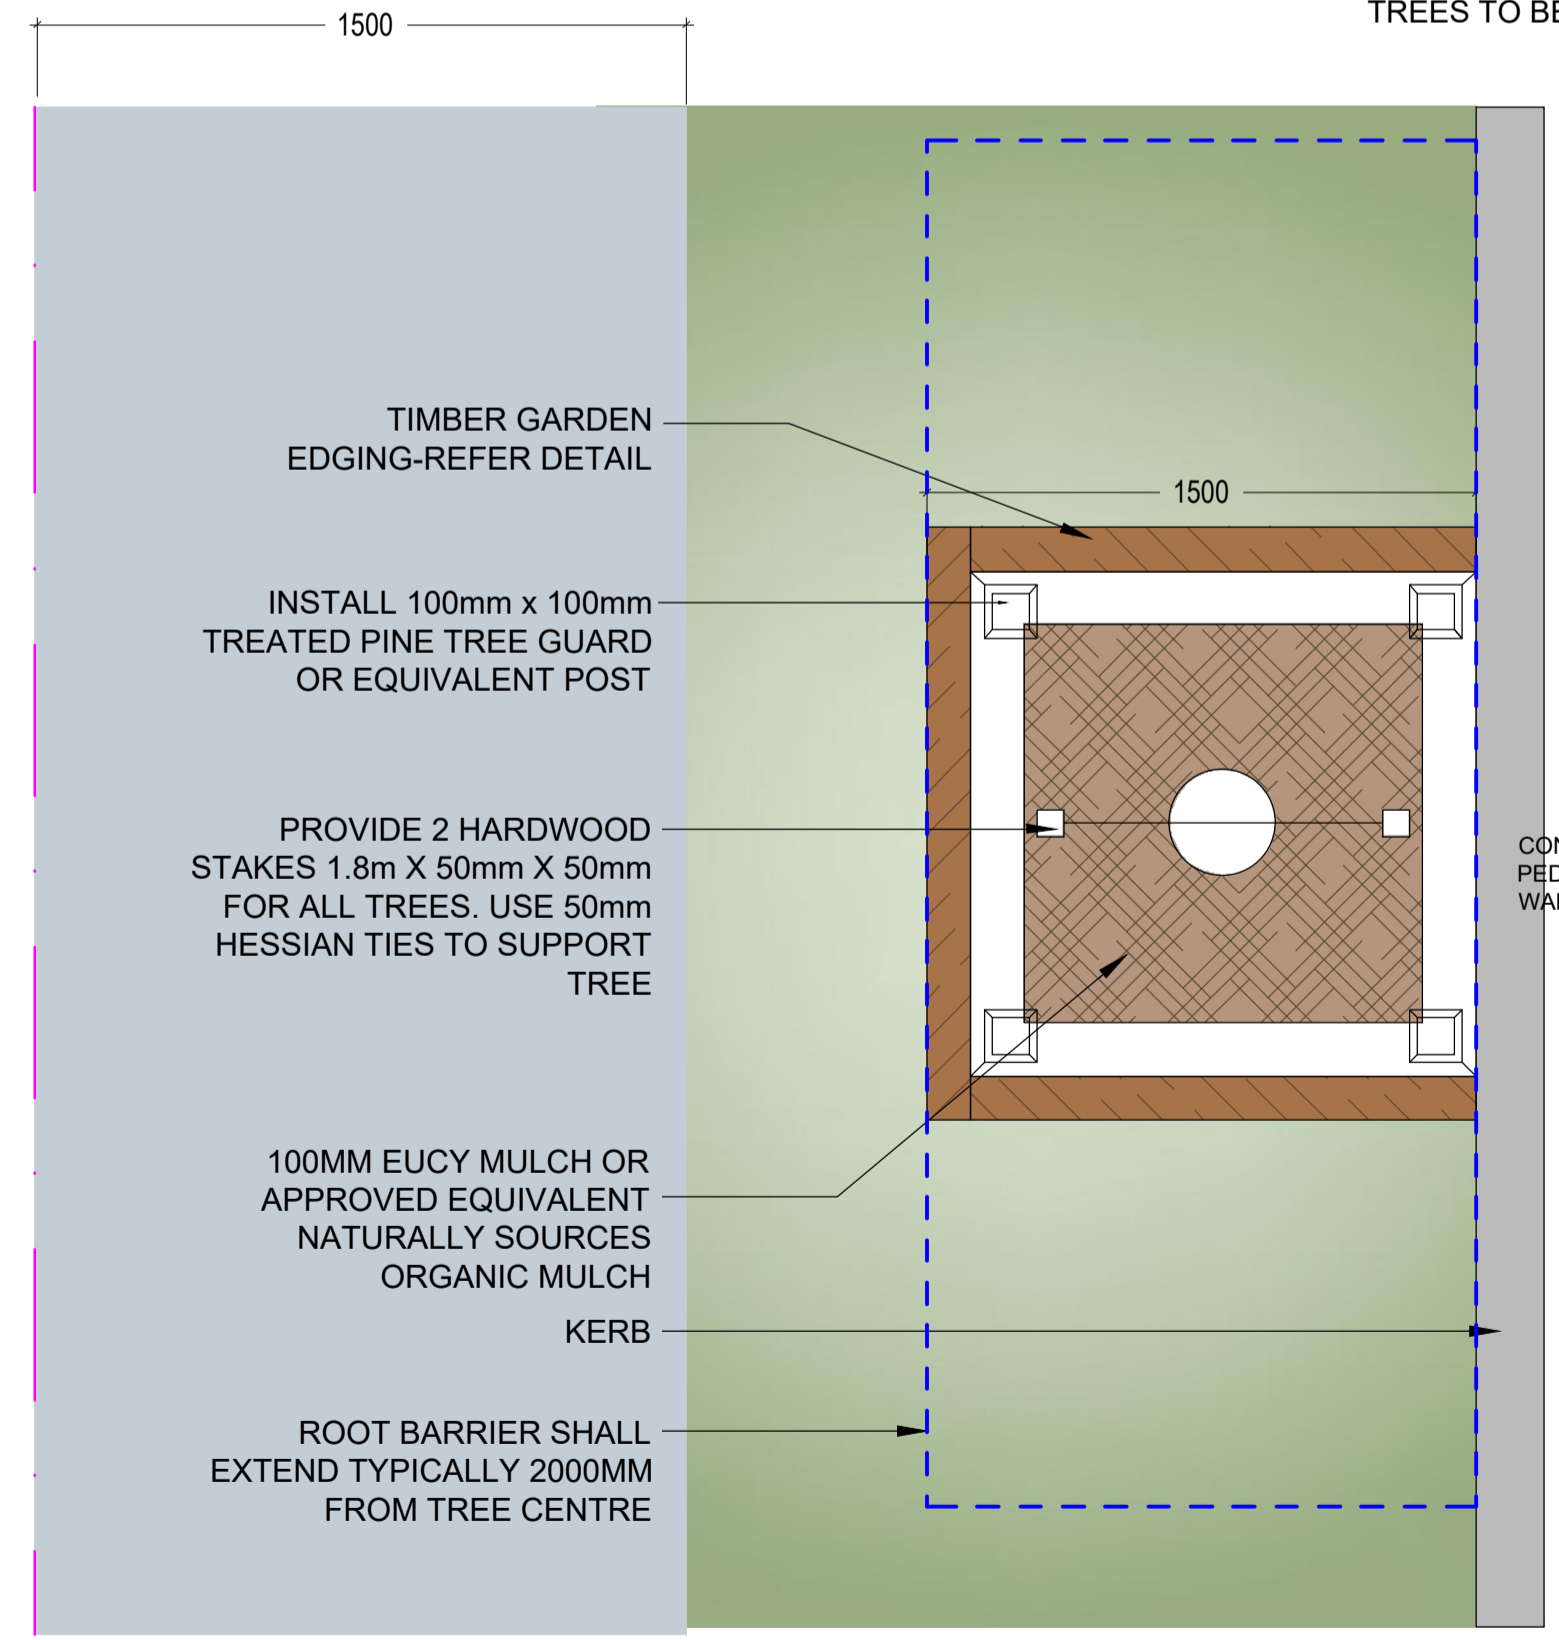 TREES TO BE
1500
TIMBER GARDEN
EDGING-REFER DETAIL
1500
INSTALL 100mm x 100mm
TREATED PINE TREE GUARD
OR EQUIVALENT POST
PROVIDE 2 HARDWOOD
STAKES 1.8m X 50mm X 50mm
FOR ALL TREES. USE 50mm
HESSIAN TIES TO SUPPORT
TREE
100MM EUCY MULCH OR
APPROVED EQUIVALENT
NATURALLY SOURCES
ORGANIC MULCH
KERB
ROOT BARRIER SHALL
EXTEND TYPICALLY 2000MM
FROM TREE CENTRE